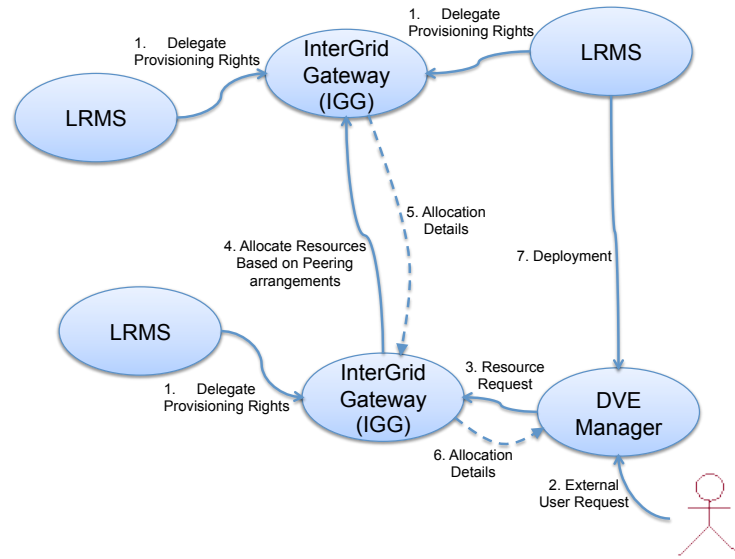 1. Delegate
Provisioning Rights
InterGrid
Gateway
(IGG)
1. Delegate
Provisioning Rights
LRMS
LRMS
5. Allocation
Details
4. Allocate Resources
Based on Peering
arrangements
7. Deployment
LRMS
1. Delegate
Provisioning Rights
InterGrid
Gateway
(IGG)
3. Resource
Request
DVE
Manager
6. Allocation
Details
2. External
User Request